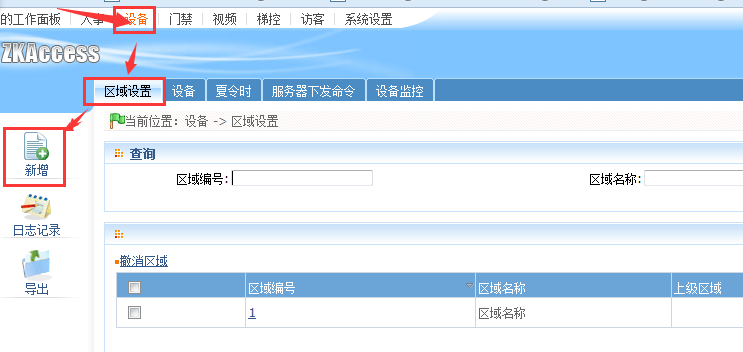 的工作面板 人事 设备 门禁 视频 梯控 访客 系统设置
ZKAccess
区域设置 设备 夏令时 服务器下发命令 设备监控
当前位置：设备 -> 区域设置
新增
日志记录
导出
查询
区域编号: 区域名称:
撤消区域
区域编号 区域名称 上级区域
1 区域名称